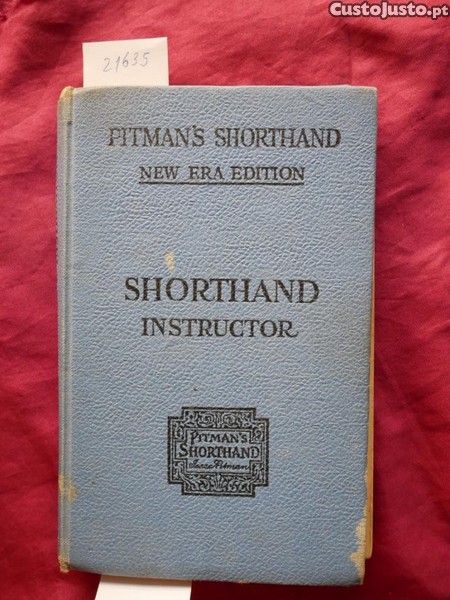 CustoJusto.pt
21635
PITMAN'S SHORTHAND
NEW ERA EDITION
SHORTHAND
INSTRUCTOR
PITMAN'S
SHORTHAND
Isaac Pitman